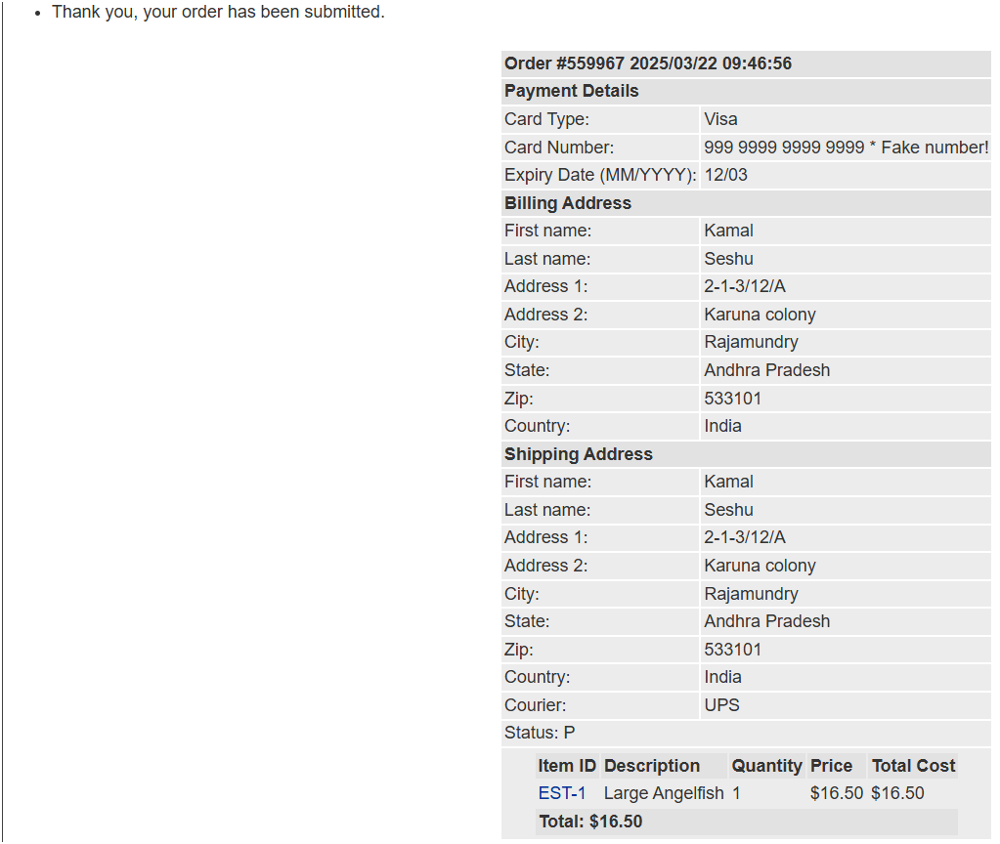 Thank you, your order has been submitted.
Order #559967 2025/03/22 09:46:56
Payment Details
Card Type: Visa
Card Number: 999 9999 9999 9999 * Fake number!
Expiry Date (MM/YYYY): 12/03
Billing Address
First name: Kamal
Last name: Seshu
Address 1: 2-1-3/12/A
Address 2: Karuna colony
City: Rajamundry
State: Andhra Pradesh
Zip: 533101
Country: India
Shipping Address
First name: Kamal
Last name: Seshu
Address 1: 2-1-3/12/A
Address 2: Karuna colony
City: Rajamundry
State: Andhra Pradesh
Zip: 533101
Country: India
Courier: UPS
Status: P
Item ID Description Quantity Price Total Cost
EST-1 Large Angelfish 1 $16.50 $16.50
Total: $16.50